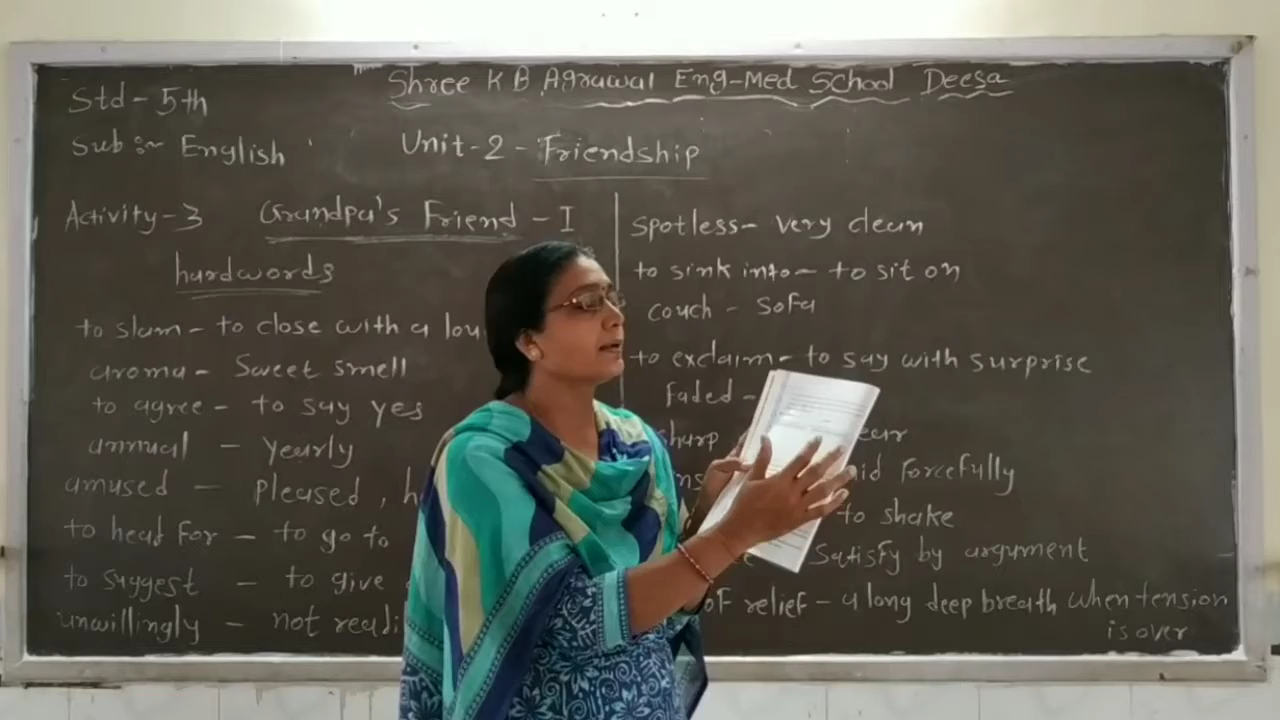 Shree K B Agrawal Eng-Med School Deesa
Std - 5th
Sub :- English
Unit-2 - Friendship
Activity-3 Grandpa's Friend - I
hardwords
to slam - to close with a
aroma - Sweet smell
to agree - to say yes
annual - yearly
amused - pleased,
to head for - to go to
to suggest - to give
unwillingly - not
spotless - very clean
to sink into - to sit on
couch - sofa
to exclaim - to say with surprise
faded -
sharp
forcefully
to shake
Satisfy by argument
of relief - a long deep breath when tension
is over